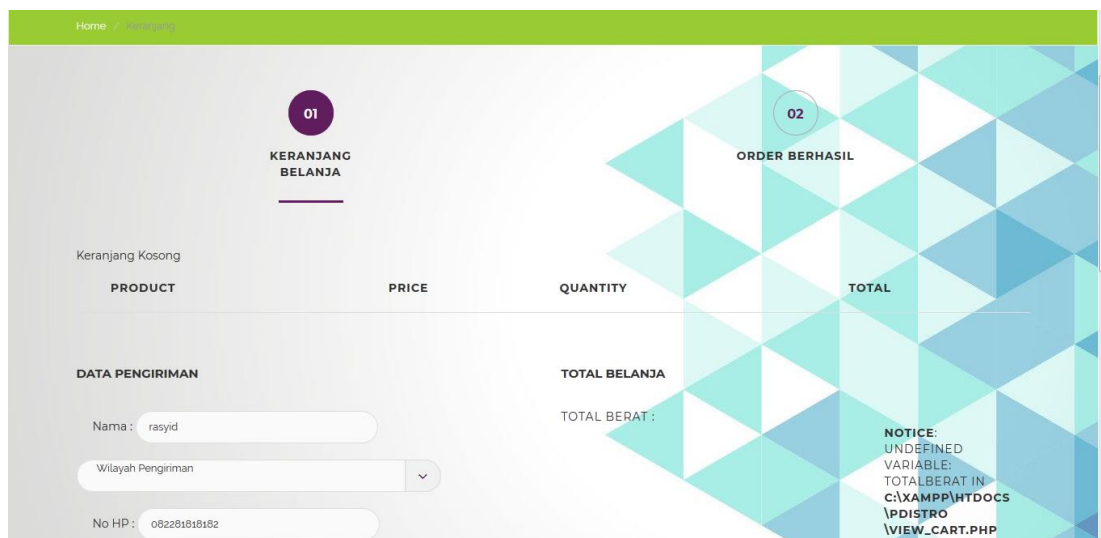 Home / Keranjang
01
KERANJANG
BELANJA
02
ORDER BERHASIL
Keranjang Kosong
PRODUCT PRICE QUANTITY TOTAL
DATA PENGIRIMAN
Nama : rasyid
Wilayah Pengiriman
No HP : 082281818182
TOTAL BELANJA
TOTAL BERAT :
NOTICE:
UNDEFINED
VARIABLE:
TOTALBERAT IN
C:\XAMPP\HTDOCS
\PDISTRO
\VIEW_CART.PHP